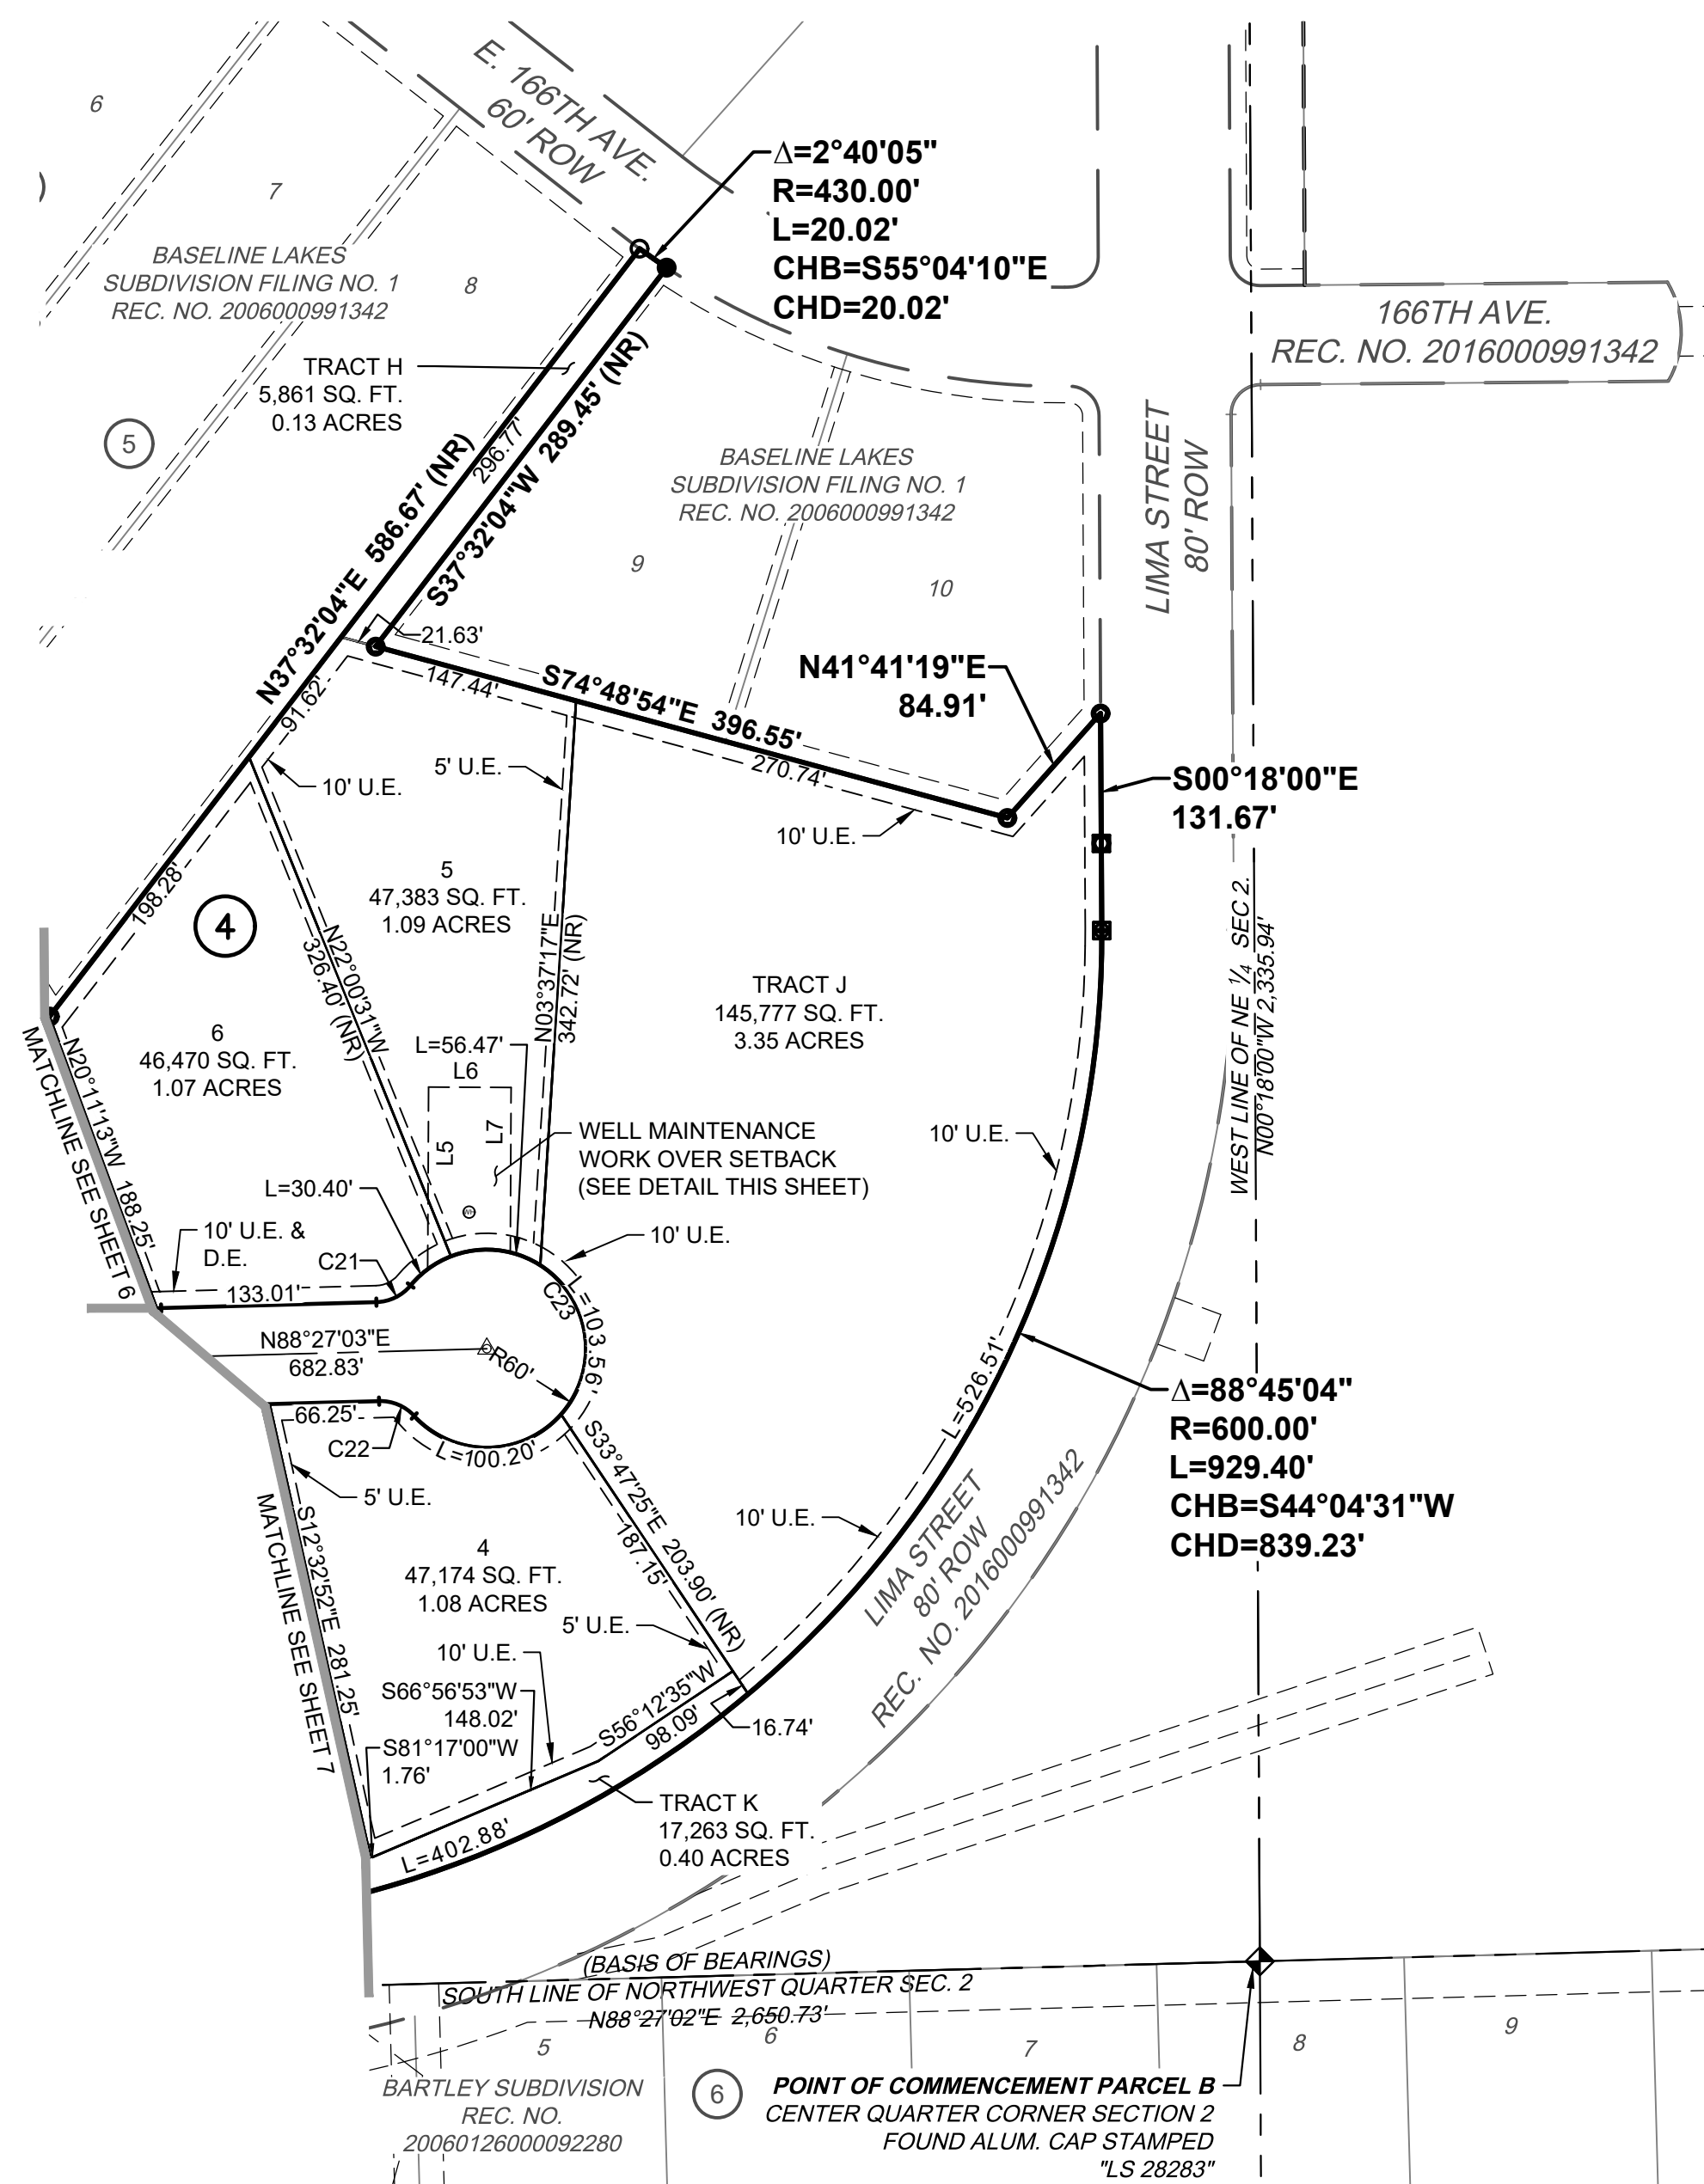 E. 166TH AVE.
60' ROW
6
7
8
)
BASELINE LAKES
SUBDIVISION FILING NO. 1
REC. NO. 2006000991342
Δ=2°40'05"
R=430.00'
L=20.02'
CHB=S55°04'10"E
CHD=20.02'
166TH AVE.
REC. NO. 2016000991342
TRACT H
5,861 SQ. FT.
0.13 ACRES
5
N37°32'04"E 586.67' (NR)
296.77'
S37°32'04"W 289.45' (NR)
BASELINE LAKES
SUBDIVISION FILING NO. 1
REC. NO. 2006000991342
9
10
LIMA STREET
80' ROW
21.63'
147.44'
S74°48'54"E 396.55'
270.74'
N41°41'19"E
84.91'
S00°18'00"E
131.67'
91.62'
10' U.E.
5' U.E.
10' U.E.
198.28'
4
5
47,383 SQ. FT.
1.09 ACRES
N22°00'31"W
326.40' (NR)
N03°37'17"E
342.72' (NR)
TRACT J
145,777 SQ. FT.
3.35 ACRES
WEST LINE OF NE 1/4 SEC 2.
N00°18'00"W 2,335.94'
6
46,470 SQ. FT.
1.07 ACRES
MATCHLINE SEE SHEET 6
N20°11'13"W 188.25'
L=56.47'
L6
L5
L7
WELL MAINTENANCE
WORK OVER SETBACK
(SEE DETAIL THIS SHEET)
WH
10' U.E.
L=30.40'
10' U.E. &
D.E.
C21
133.01'
10' U.E.
C23
L=103.56'
N88°27'03"E
682.83'
R60'
L=526.51'
Δ=88°45'04"
R=600.00'
L=929.40'
CHB=S44°04'31"W
CHD=839.23'
66.25'
C22
L=100.20'
5' U.E.
S12°32'52"E 281.25'
MATCHLINE SEE SHEET 7
S33°47'25"E 203.90' (NR)
187.15'
10' U.E.
LIMA STREET
80' ROW
REC. NO. 2016000991342
4
47,174 SQ. FT.
1.08 ACRES
5' U.E.
10' U.E.
S66°56'53"W
148.02'
S56°12'35"W
98.09'
16.74'
S81°17'00"W
1.76'
TRACT K
17,263 SQ. FT.
0.40 ACRES
L=402.88'
(BASIS OF BEARINGS)
SOUTH LINE OF NORTHWEST QUARTER SEC. 2
N88°27'02"E 2,650.73'
5
6
7
8
9
BARTLEY SUBDIVISION
REC. NO.
20060126000092280
6
POINT OF COMMENCEMENT PARCEL B
CENTER QUARTER CORNER SECTION 2
FOUND ALUM. CAP STAMPED
"LS 28283"